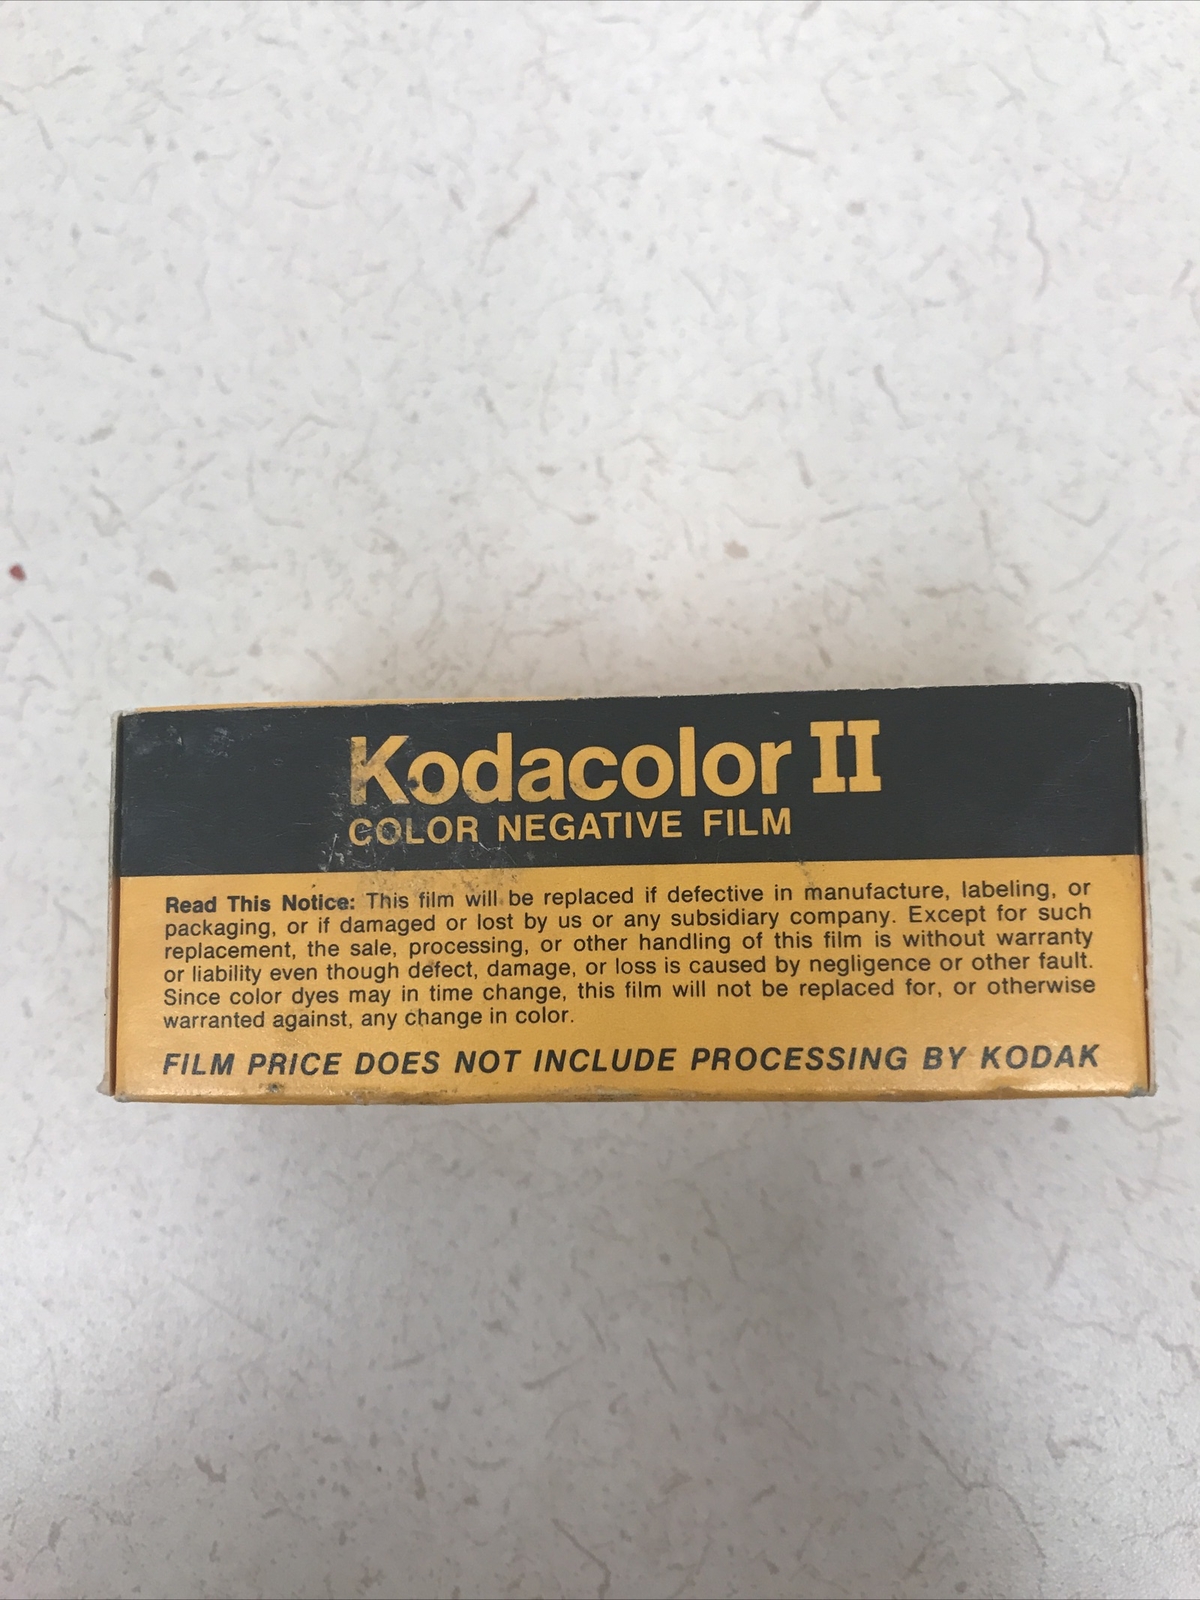 Kodacolor II
COLOR NEGATIVE FILM
Read This Notice: This film will be replaced if defective in manufacture, labeling, or
packaging, or if damaged or lost by us or any subsidiary company. Except for such
replacement, the sale, processing, or other handling of this film is without warranty
or liability even though defect, damage, or loss is caused by negligence or other fault.
Since color dyes may in time change, this film will not be replaced for, or otherwise
warranted against, any change in color.
FILM PRICE DOES NOT INCLUDE PROCESSING BY KODAK